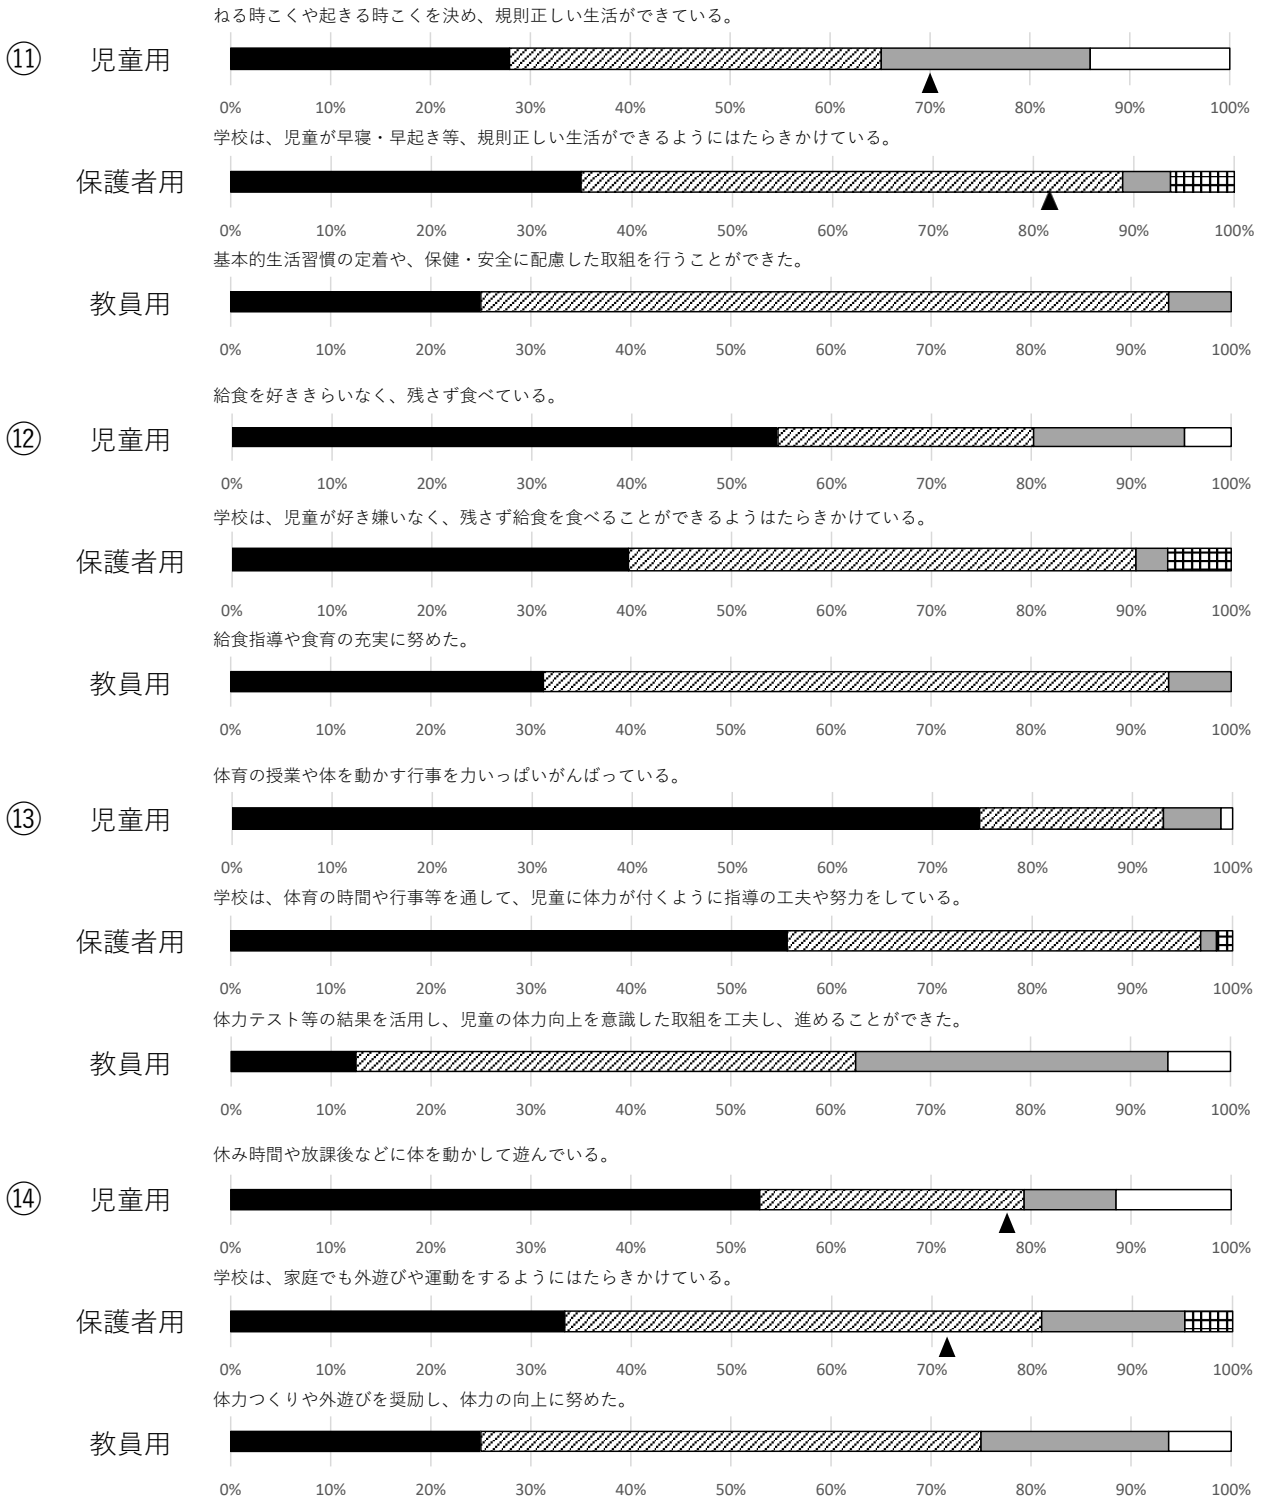 ねる時こくや起きる時こくを決め、規則正しい生活ができている。
⑪ 児童用
0% 10% 20% 30% 40% 50% 60% 70% 80% 90% 100%
学校は、児童が早寝・早起き等、規則正しい生活ができるようにはたらきかけている。
保護者用
0% 10% 20% 30% 40% 50% 60% 70% 80% 90% 100%
基本的生活習慣の定着や、保健・安全に配慮した取組を行うことができた。
教員用
0% 10% 20% 30% 40% 50% 60% 70% 80% 90% 100%
給食を好ききらいなく、残さず食べている。
⑫ 児童用
0% 10% 20% 30% 40% 50% 60% 70% 80% 90% 100%
学校は、児童が好き嫌いなく、残さず給食を食べることができるようはたらきかけている。
保護者用
0% 10% 20% 30% 40% 50% 60% 70% 80% 90% 100%
給食指導や食育の充実に努めた。
教員用
0% 10% 20% 30% 40% 50% 60% 70% 80% 90% 100%
体育の授業や体を動かす行事を力いっぱいがんばっている。
⑬ 児童用
0% 10% 20% 30% 40% 50% 60% 70% 80% 90% 100%
学校は、体育の時間や行事等を通して、児童に体力が付くように指導の工夫や努力をしている。
保護者用
0% 10% 20% 30% 40% 50% 60% 70% 80% 90% 100%
体力テスト等の結果を活用し、児童の体力向上を意識した取組を工夫し、進めることができた。
教員用
0% 10% 20% 30% 40% 50% 60% 70% 80% 90% 100%
休み時間や放課後などに体を動かして遊んでいる。
⑭ 児童用
0% 10% 20% 30% 40% 50% 60% 70% 80% 90% 100%
学校は、家庭でも外遊びや運動をするようにはたらきかけている。
保護者用
0% 10% 20% 30% 40% 50% 60% 70% 80% 90% 100%
体力つくりや外遊びを奨励し、体力の向上に努めた。
教員用
0% 10% 20% 30% 40% 50% 60% 70% 80% 90% 100%